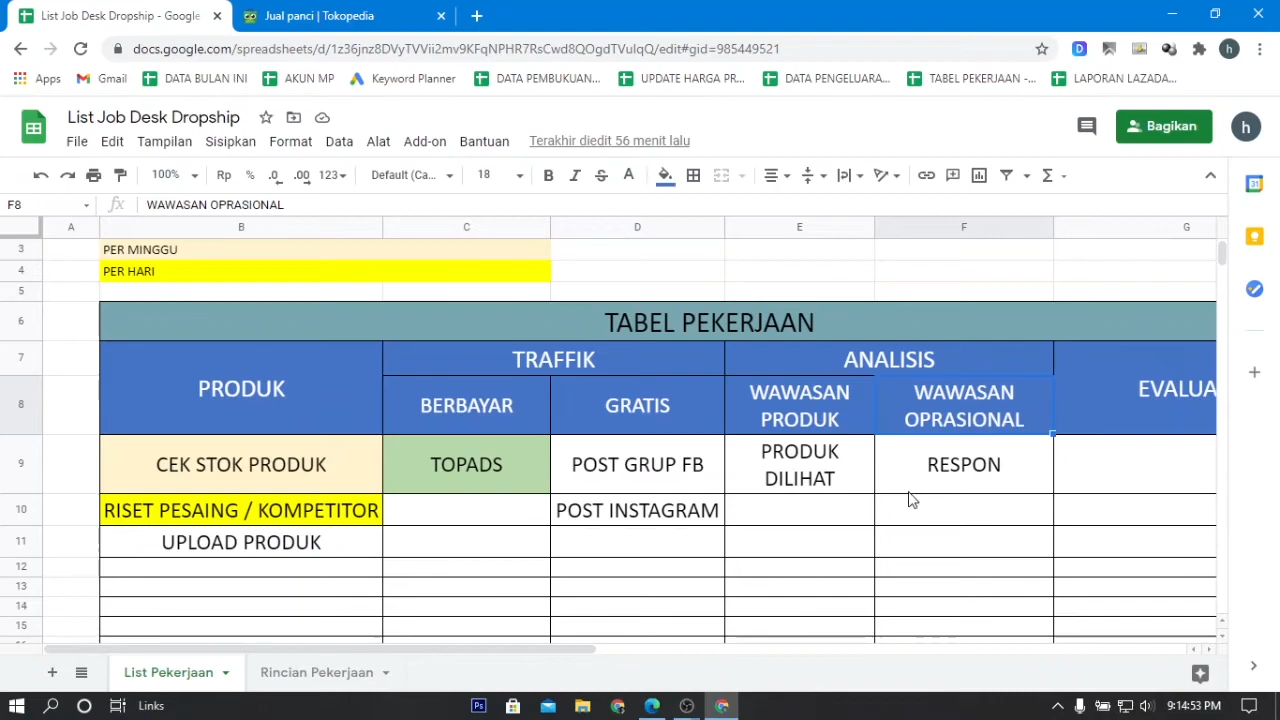 List Job Desk Dropship - Google
Jual panci | Tokopedia
docs.google.com/spreadsheets/d/1z36jnz8DVyTVVii2mv9KFqNPHR7RsCwd8QOgdTVulqQ/edit#gid=985449521
Apps
Gmail
DATA BULAN INI
AKUN MP
Keyword Planner
DATA PEMBUKUAN...
UPDATE HARGA PR...
DATA PENGELUARA...
TABEL PEKERJAAN -...
LAPORAN LAZADA...
List Job Desk Dropship
File Edit Tampilan Sisipkan Format Data Alat Add-on Bantuan Terakhir diedit 56 menit lalu
Bagikan
h
100% Rp % .0 .00 123 Default (Ca... 18 B I S A
F8 fx WAWASAN OPRASIONAL
A B C D E F G
3 PER MINGGU
4 PER HARI
5
6 TABEL PEKERJAAN
7 TRAFFIK ANALISIS
PRODUK EVALUA
8 BERBAYAR GRATIS WAWASAN PRODUK WAWASAN OPRASIONAL
9 CEK STOK PRODUK TOPADS POST GRUP FB PRODUK DILIHAT RESPON
10 RISET PESAING / KOMPETITOR POST INSTAGRAM
11 UPLOAD PRODUK
12
13
14
15
List Pekerjaan Rincian Pekerjaan
Links
9:14:53 PM